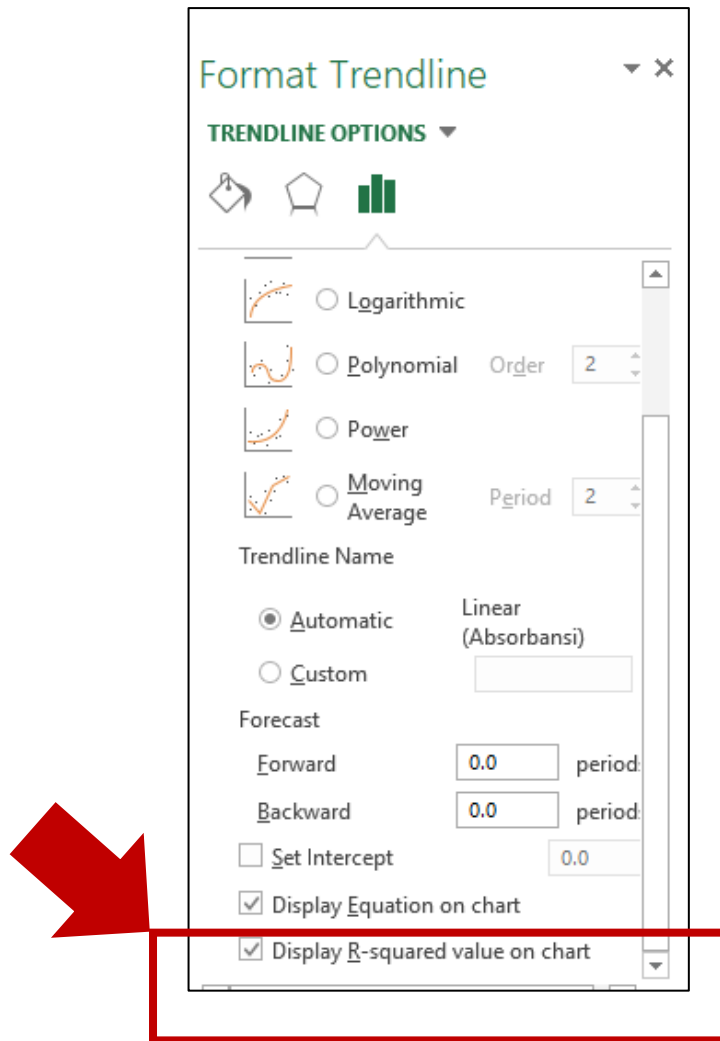 Format Trendline
TRENDLINE OPTIONS
Logarithmic
Polynomial Order 2
Power
Moving
Average
Period 2
Trendline Name
Automatic
Linear
(Absorbansi)
Custom
Forecast
Forward 0.0 period
Backward 0.0 period
Set Intercept 0.0
Display Equation on chart
Display R-squared value on chart